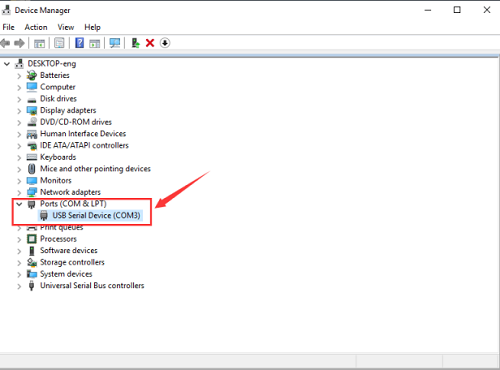 Device Manager
File Action View Help
DESKTOP-eng
Batteries
Computer
Disk drives
Display adapters
DVD/CD-ROM drives
Human Interface Devices
IDE ATA/ATAPI controllers
Keyboards
Mice and other pointing devices
Monitors
Network adapters
Ports (COM & LPT)
USB Serial Device (COM3)
Print queues
Processors
Software devices
Storage controllers
System devices
Universal Serial Bus controllers